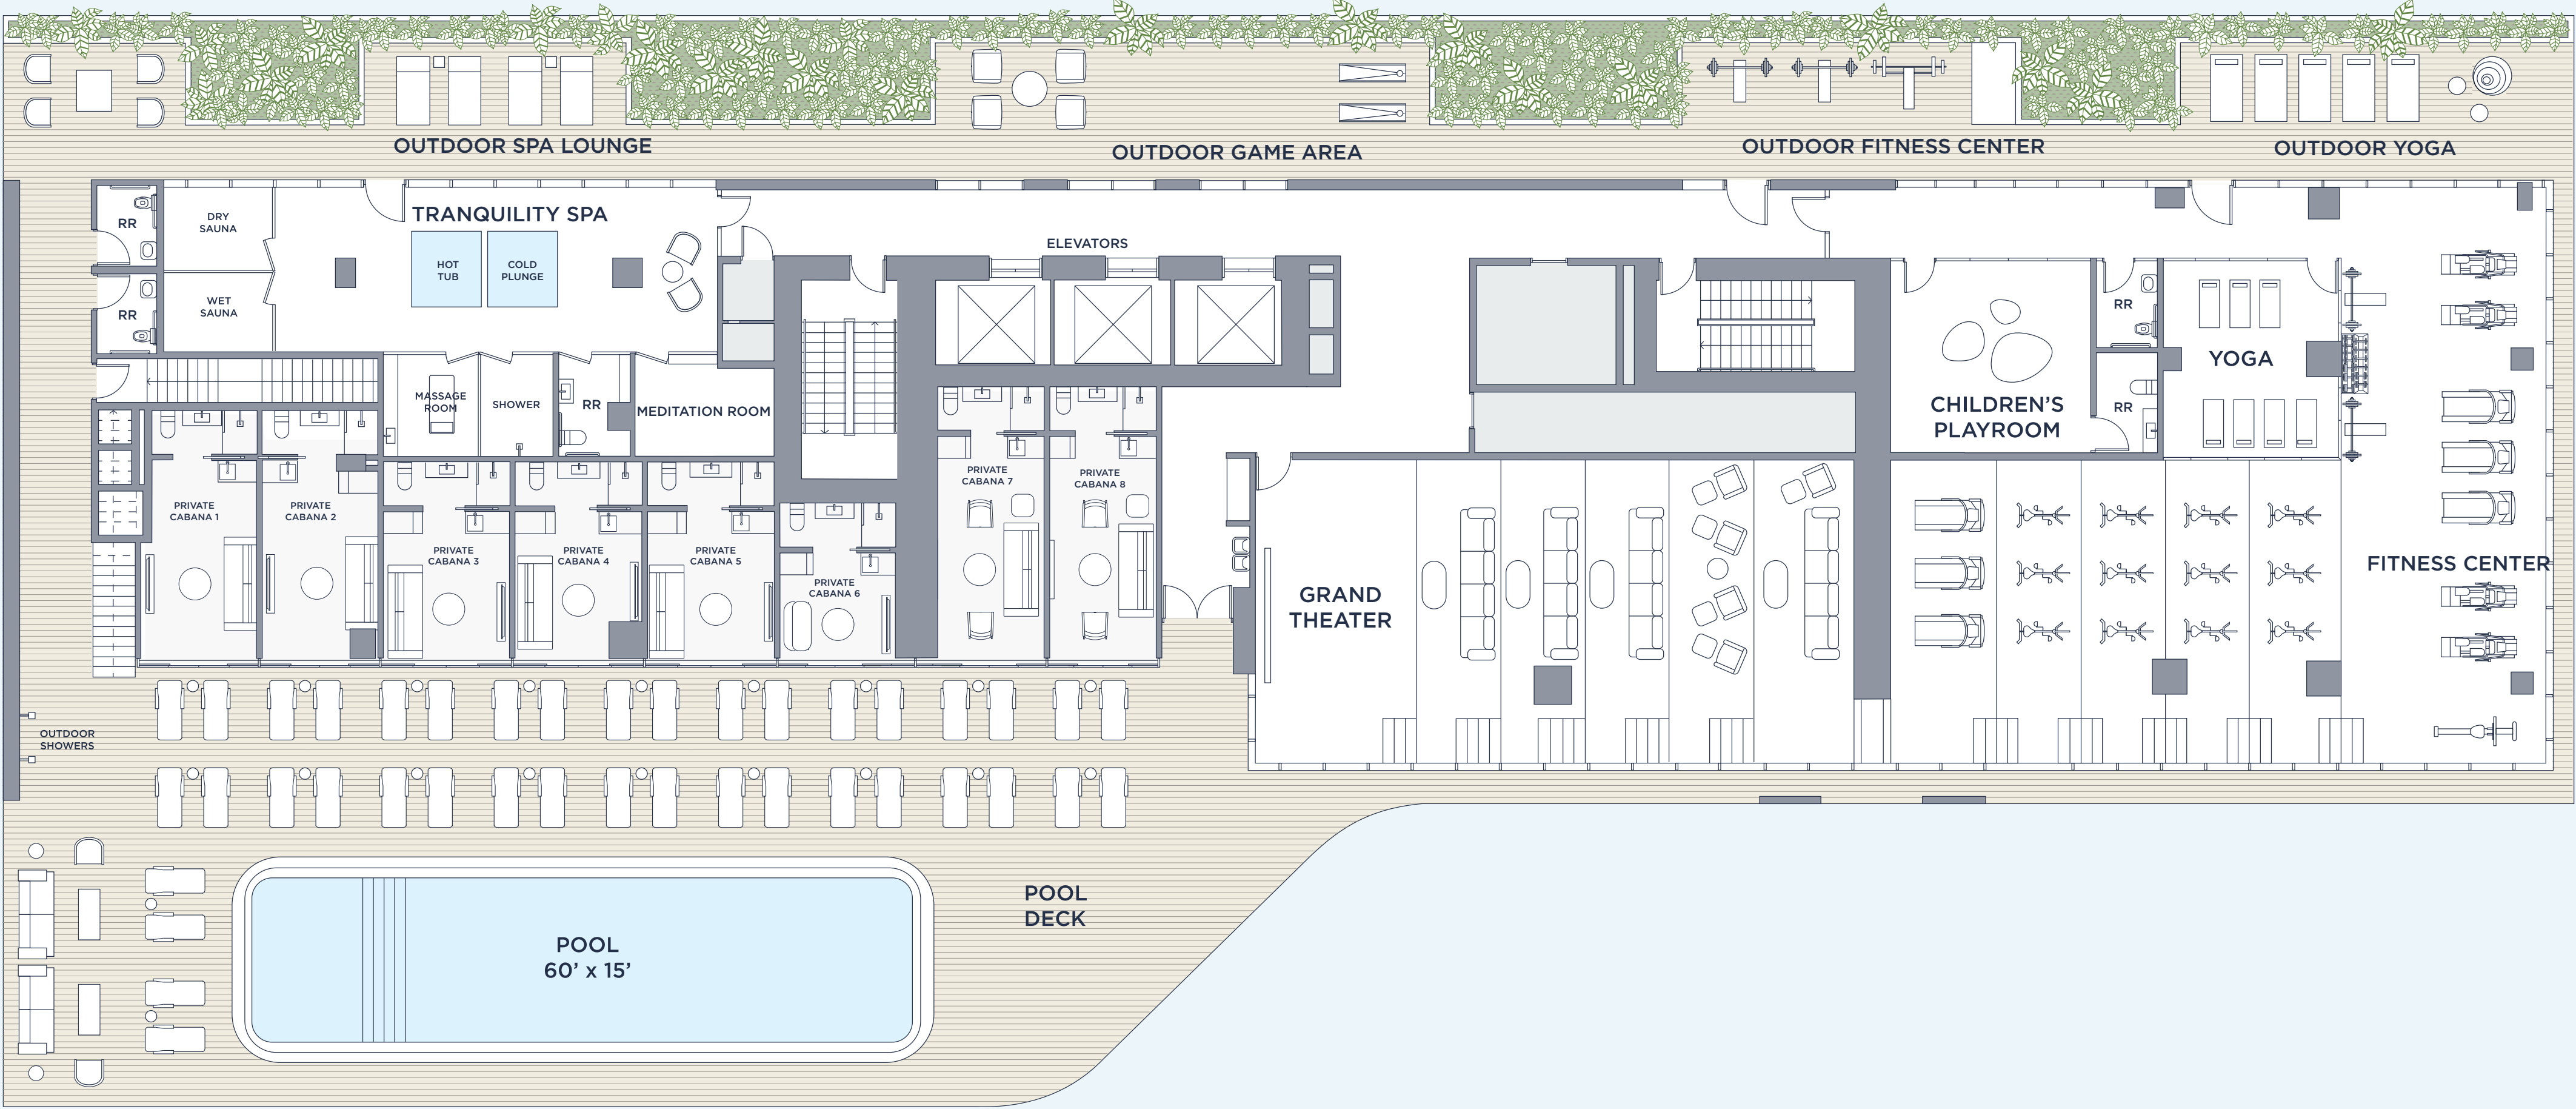 OUTDOOR SPA LOUNGE
OUTDOOR GAME AREA
OUTDOOR FITNESS CENTER
OUTDOOR YOGA
RR
DRY
SAUNA
TRANQUILITY SPA
ELEVATORS
HOT
TUB
COLD
PLUNGE
RR
WET
SAUNA
RR
YOGA
MASSAGE
ROOM
SHOWER
RR
MEDITATION ROOM
CHILDREN'S
PLAYROOM
RR
PRIVATE
CABANA 1
PRIVATE
CABANA 2
PRIVATE
CABANA 3
PRIVATE
CABANA 4
PRIVATE
CABANA 5
PRIVATE
CABANA 6
PRIVATE
CABANA 7
PRIVATE
CABANA 8
GRAND
THEATER
FITNESS CENTER
OUTDOOR
SHOWERS
POOL
DECK
POOL
60' x 15'